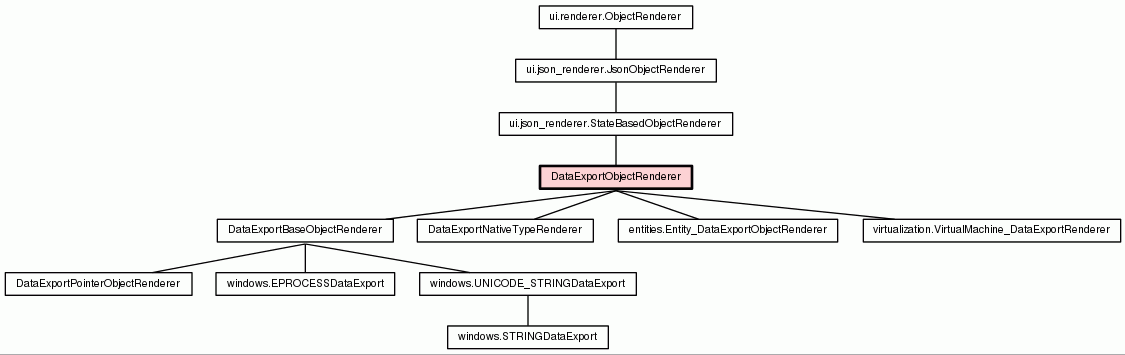 ui.renderer.ObjectRenderer
ui.json_renderer.JsonObjectRenderer
ui.json_renderer.StateBasedObjectRenderer
DataExportObjectRenderer
DataExportBaseObjectRenderer
DataExportNativeTypeRenderer
entities.Entity_DataExportObjectRenderer
virtualization.VirtualMachine_DataExportRenderer
DataExportPointerObjectRenderer
windows.EPROCESSDataExport
windows.UNICODE_STRINGDataExport
windows.STRINGDataExport